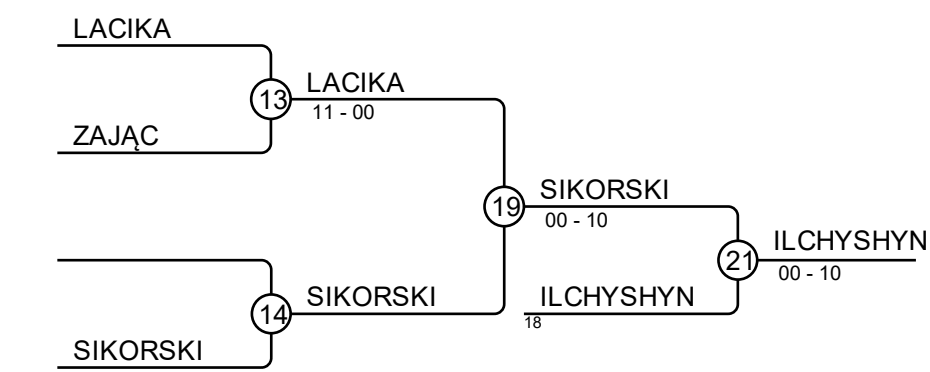 LACIKA
13
LACIKA
11 - 00
ZAJĄC
19
SIKORSKI
00 - 10
21
ILCHYSHYN
00 - 10
14
SIKORSKI
ILCHYSHYN
18
SIKORSKI